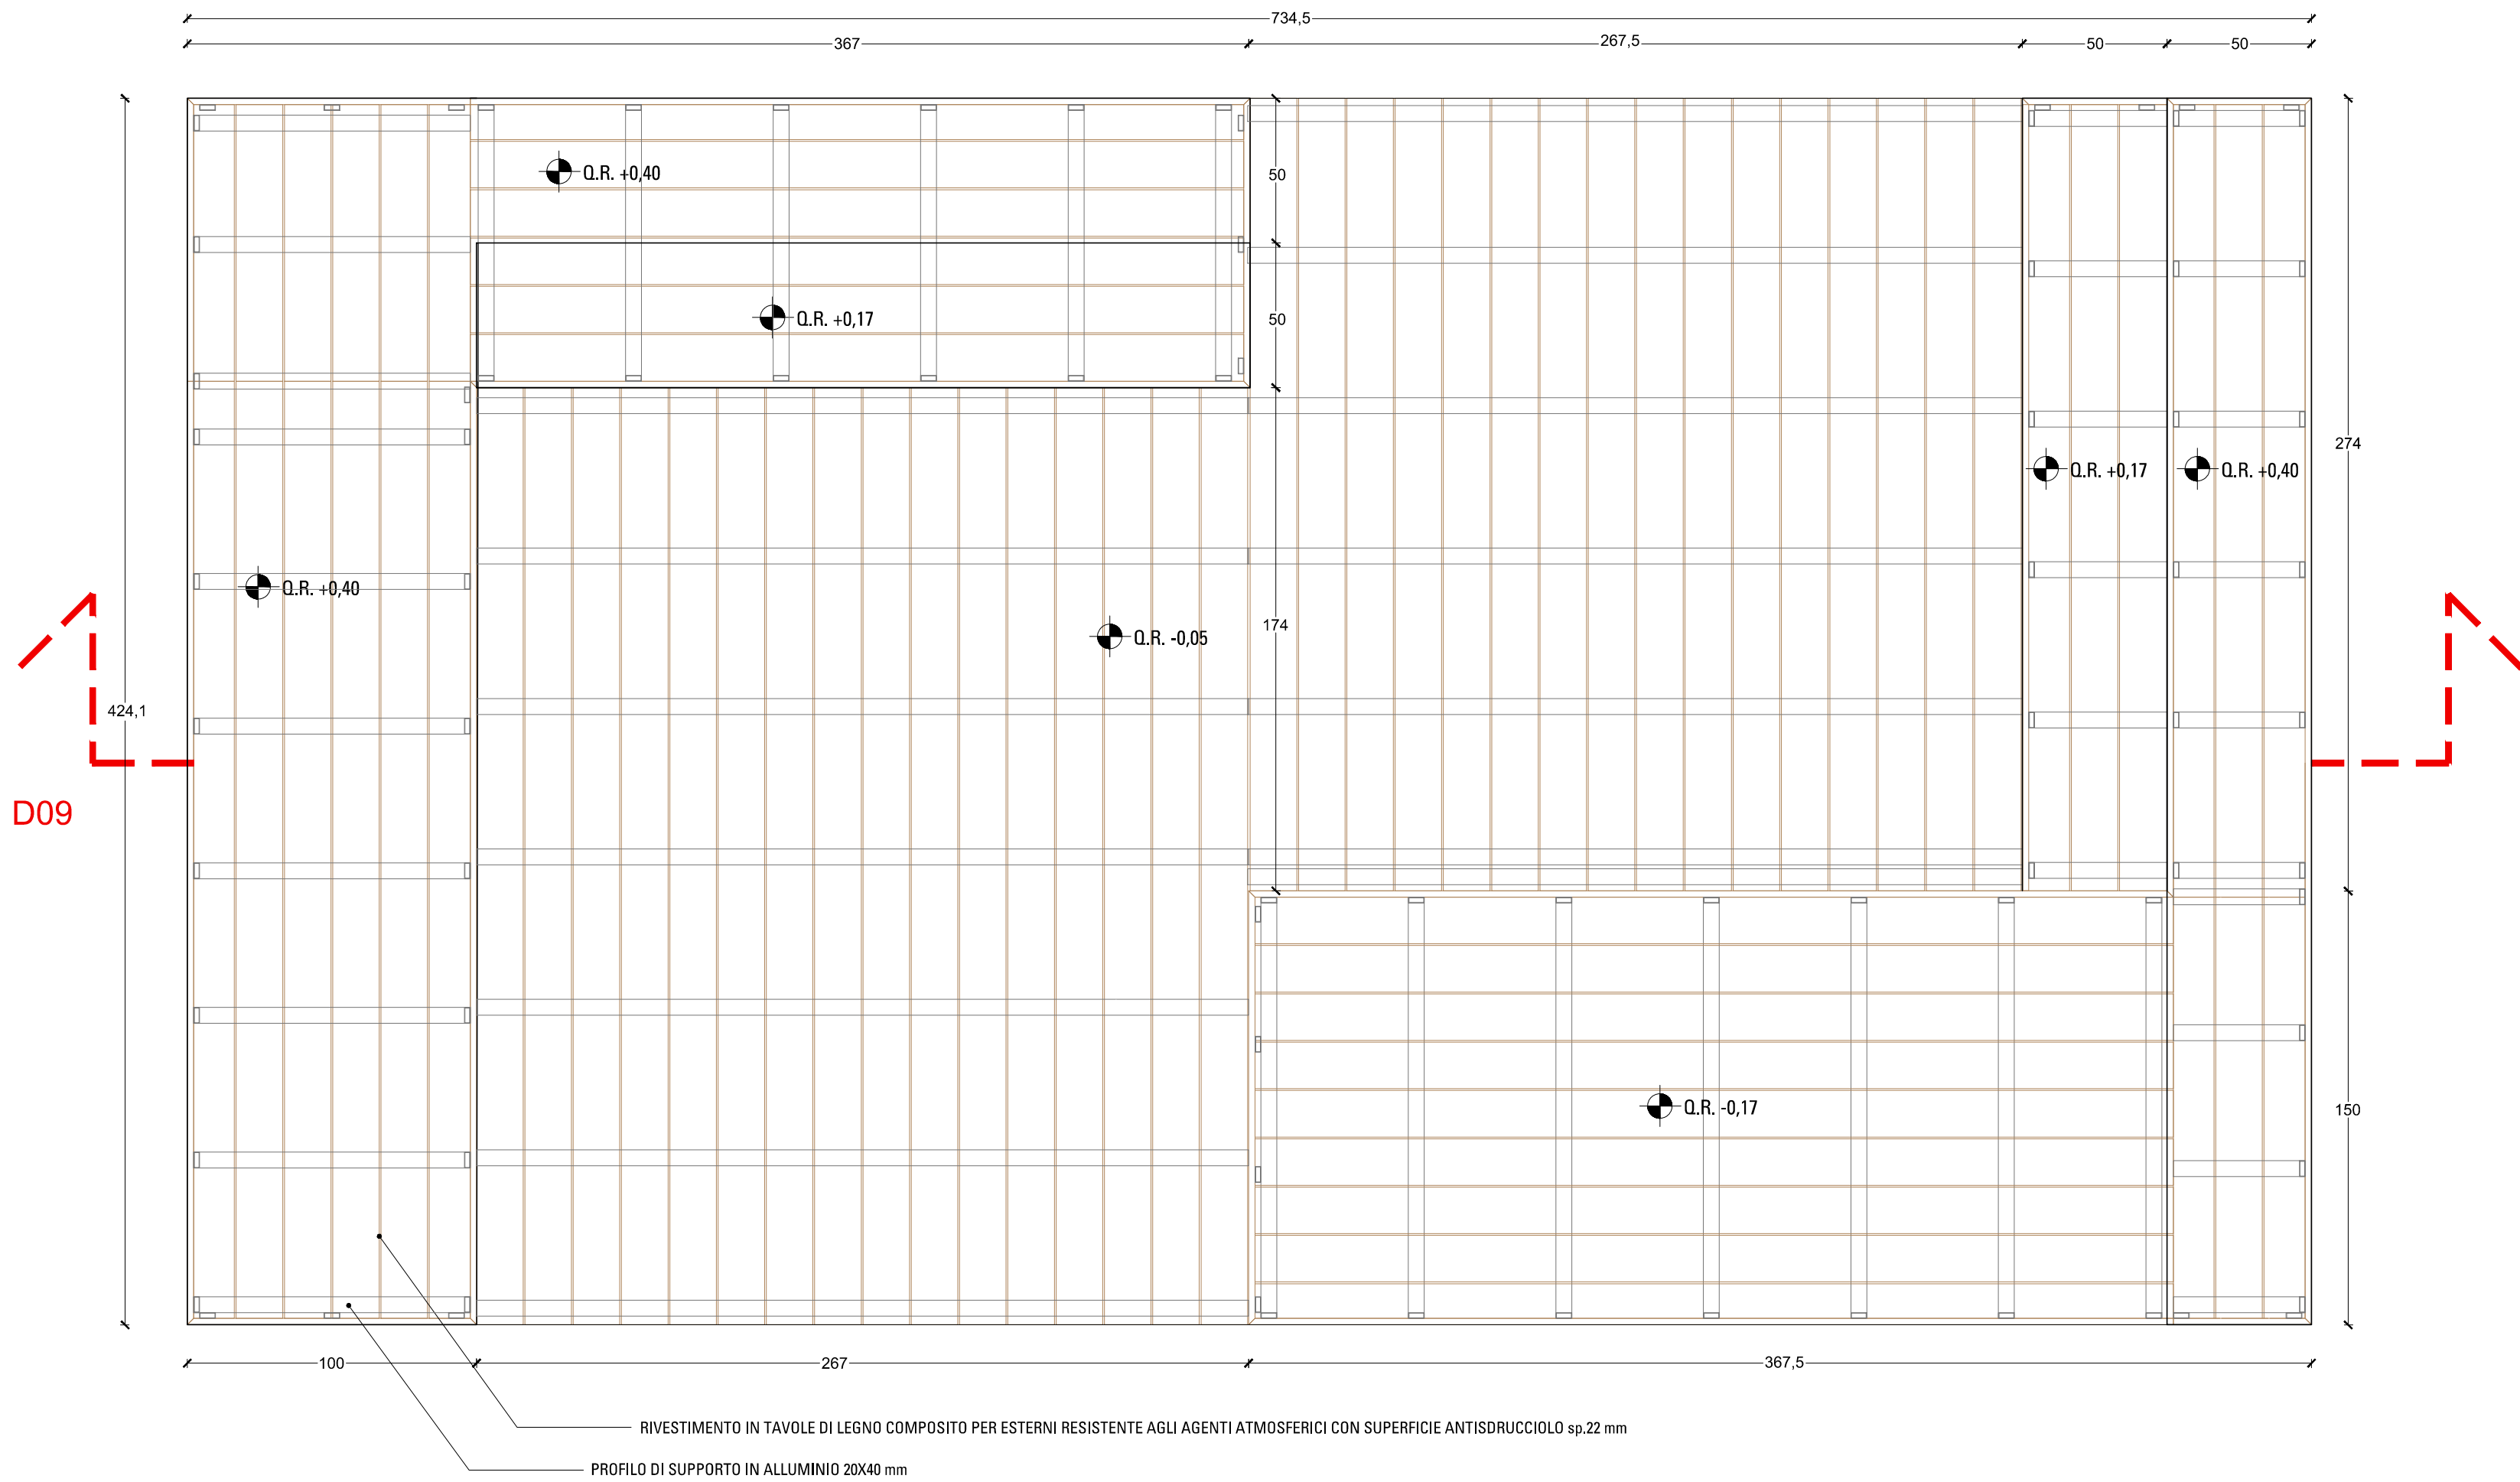 734,5
367
267,5
50
50
Q.R. +0,40
50
Q.R. +0,17
50
274
Q.R. +0,17
Q.R. +0,40
Q.R. +0,40
174
Q.R. -0,05
424,1
D09
Q.R. -0,17
150
100
267
367,5
RIVESTIMENTO IN TAVOLE DI LEGNO COMPOSITO PER ESTERNI RESISTENTE AGLI AGENTI ATMOSFERICI CON SUPERFICIE ANTISDRUCCIOLO sp.22 mm
PROFILO DI SUPPORTO IN ALLUMINIO 20X40 mm